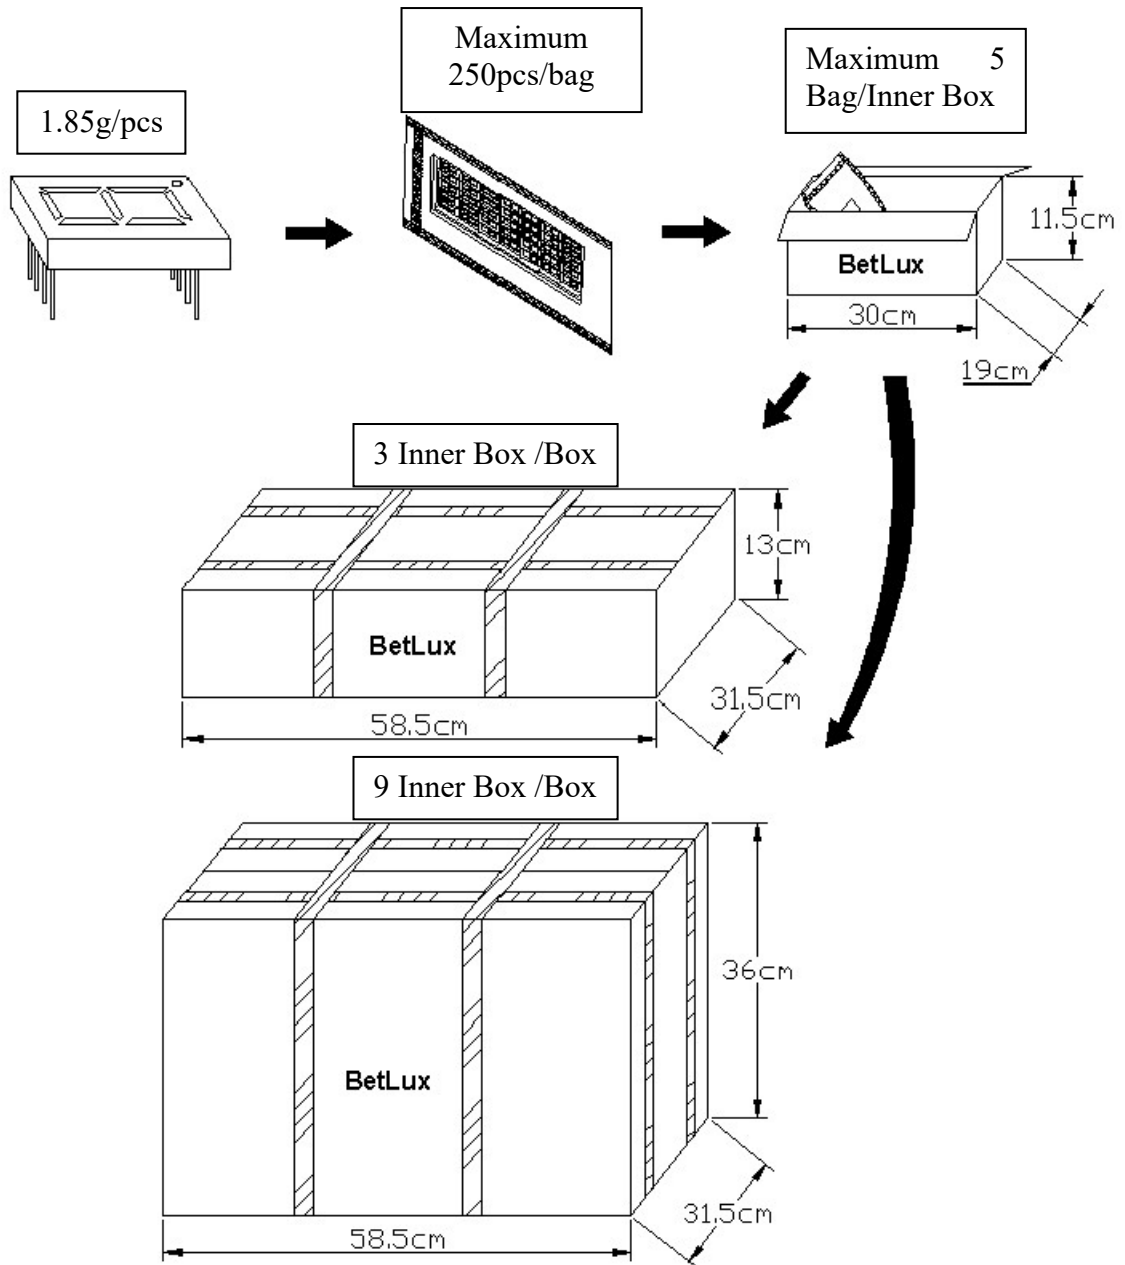 Maximum
250pcs/bag
Maximum 5
Bag/Inner Box
1.85g/pcs
11.5cm
BetLux
30cm
19cm
3 Inner Box /Box
13cm
BetLux
31.5cm
58.5cm
9 Inner Box /Box
36cm
BetLux
31.5cm
58.5cm